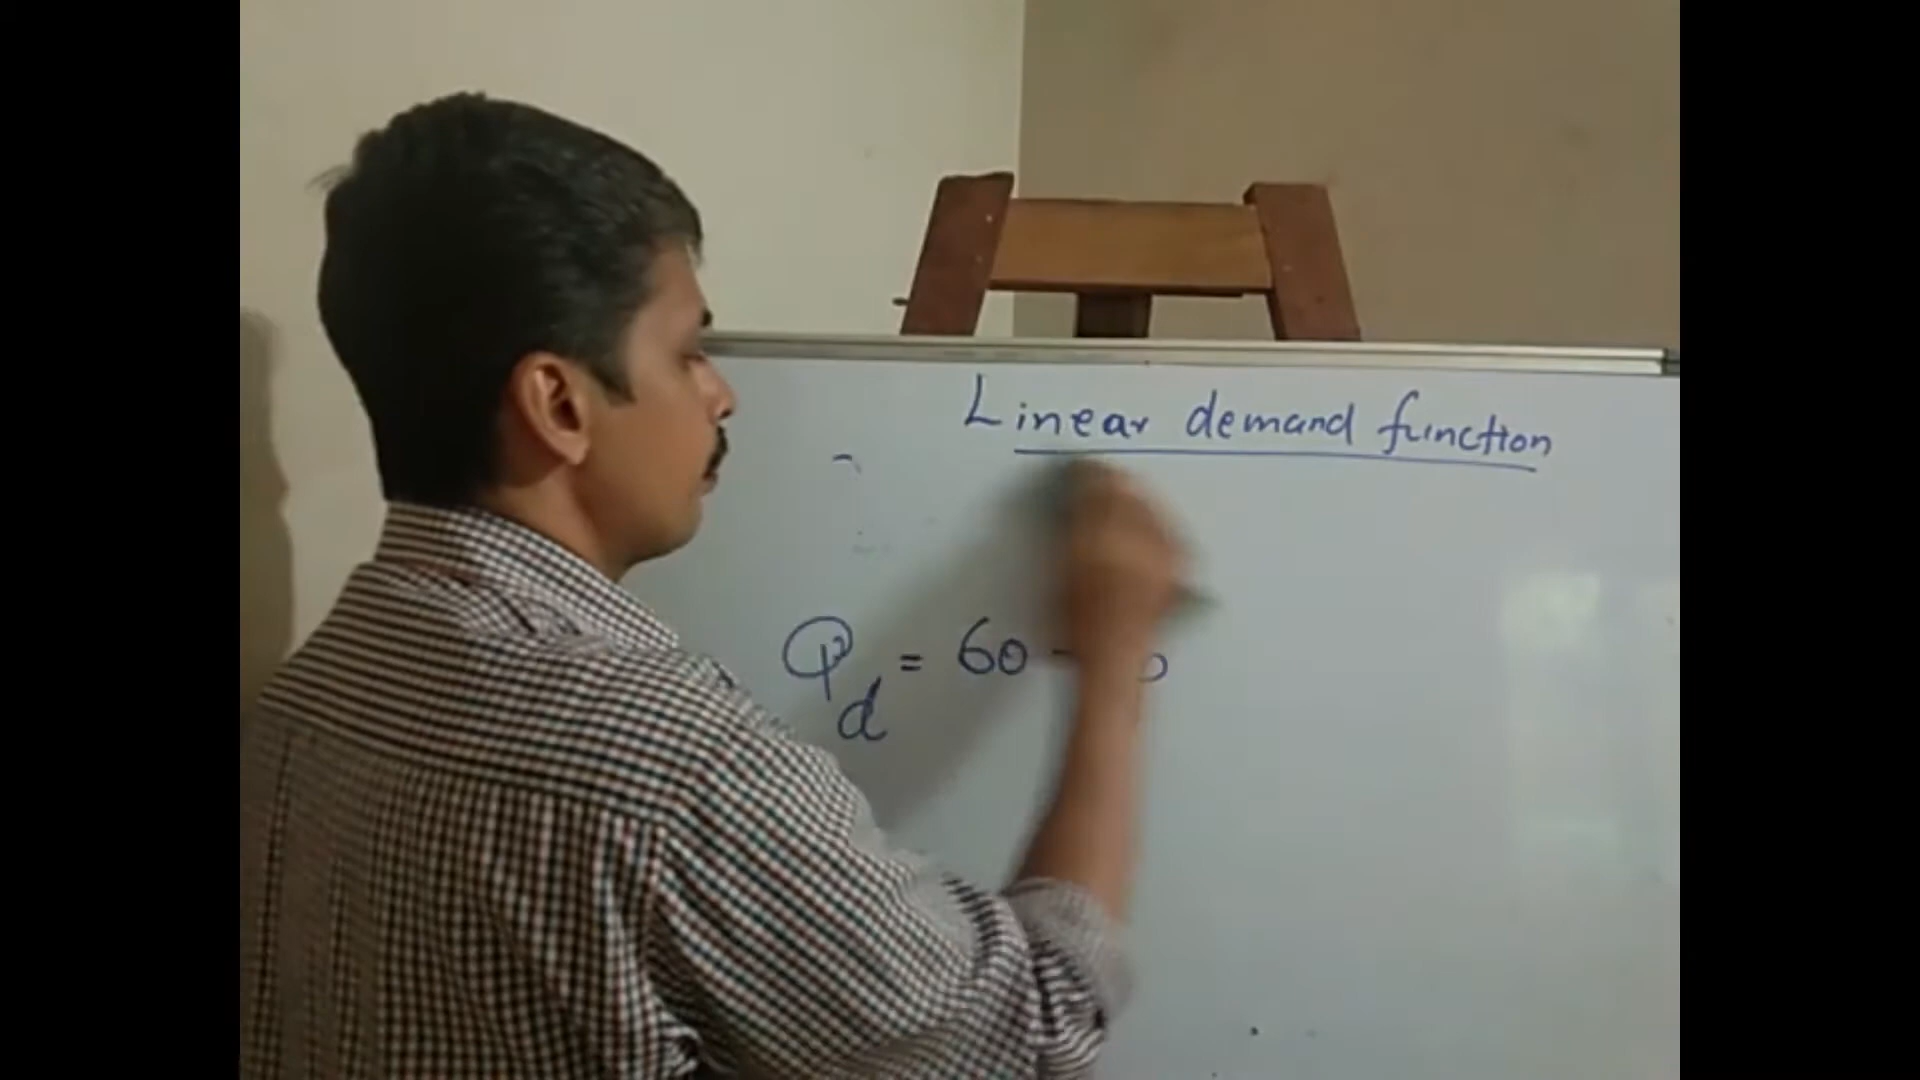 Linear demand function
Qd = 60 -